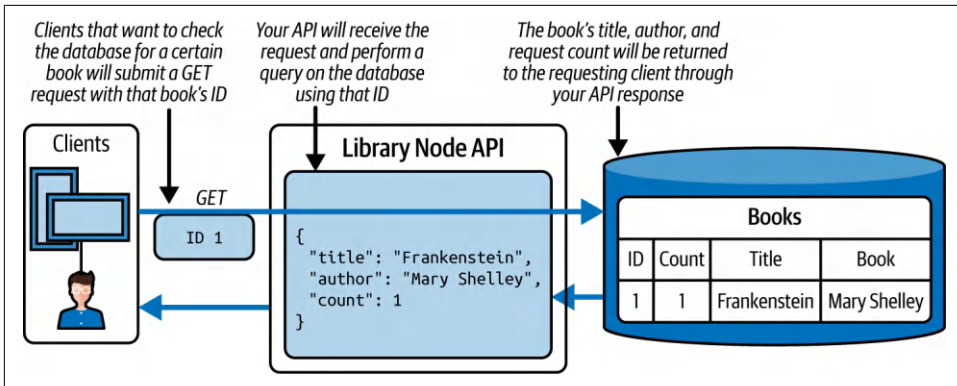 Clients that want to check
the database for a certain
book will submit a GET
request with that book's ID
Your API will receive the
request and perform a
query on the database
using that ID
The book's title, author, and
request count will be returned
to the requesting client through
your API response
Clients
GET
ID 1
Library Node API
{
"title": "Frankenstein",
"author": "Mary Shelley",
"count": 1
}
Books
ID Count Title Book
1 1 Frankenstein Mary Shelley